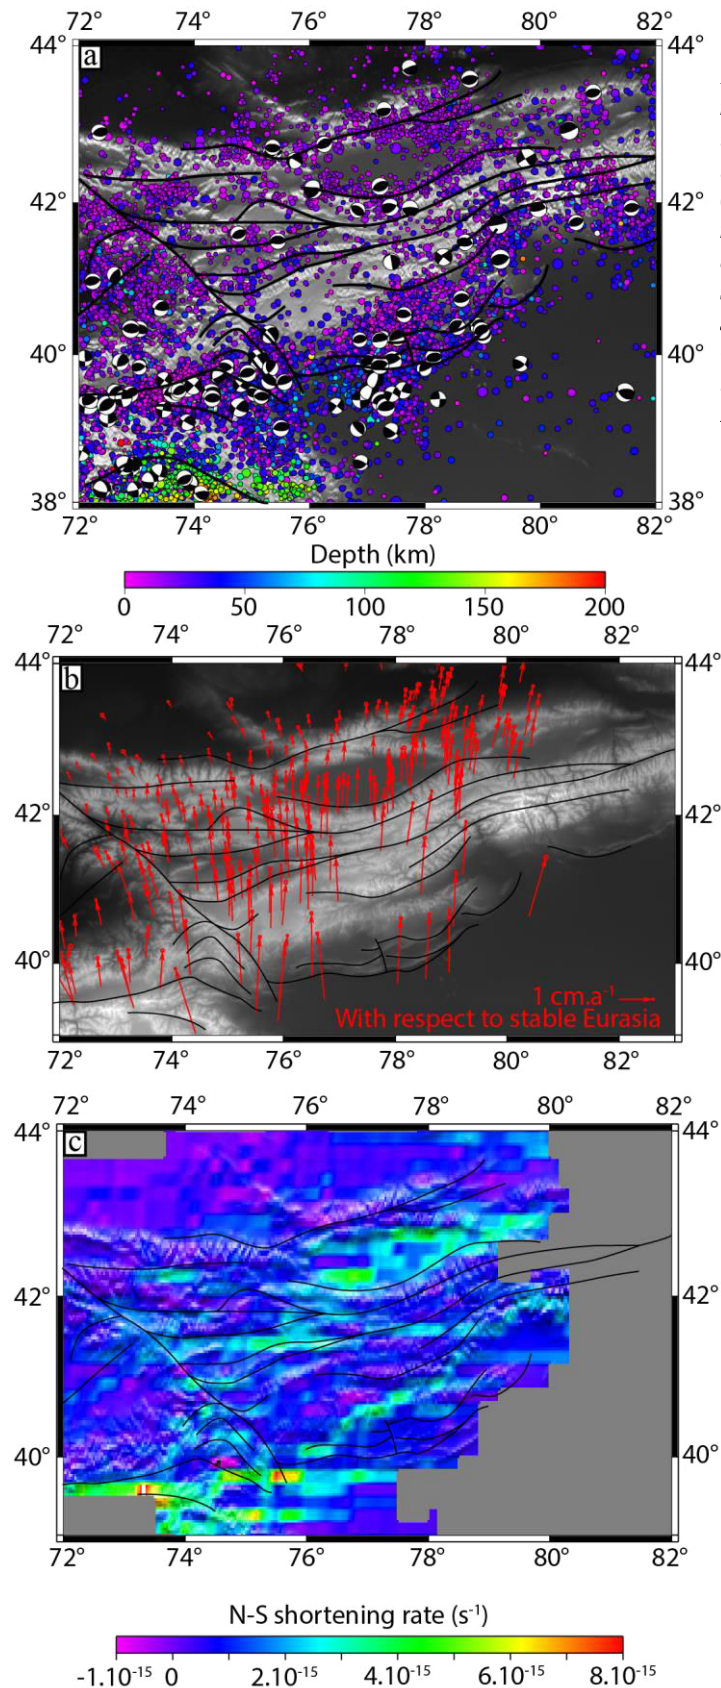 72° 74° 76° 78° 80° 82°
44° a 44°
42° 42°
40° 40°
38° 38°
72° 74° 76° 78° 80° 82°
Depth (km)
0 50 100 150 200
72° 74° 76° 78° 80° 82°
44° b 44°
42° 42°
40° 40°
1 cm.a⁻¹
With respect to stable Eurasia
72° 74° 76° 78° 80° 82°
72° 74° 76° 78° 80° 82°
44° c 44°
42° 42°
40° 40°
72° 74° 76° 78° 80° 82°
N-S shortening rate (s⁻¹)
-1.10⁻¹⁵ 0 2.10⁻¹⁵ 4.10⁻¹⁵ 6.10⁻¹⁵ 8.10⁻¹⁵